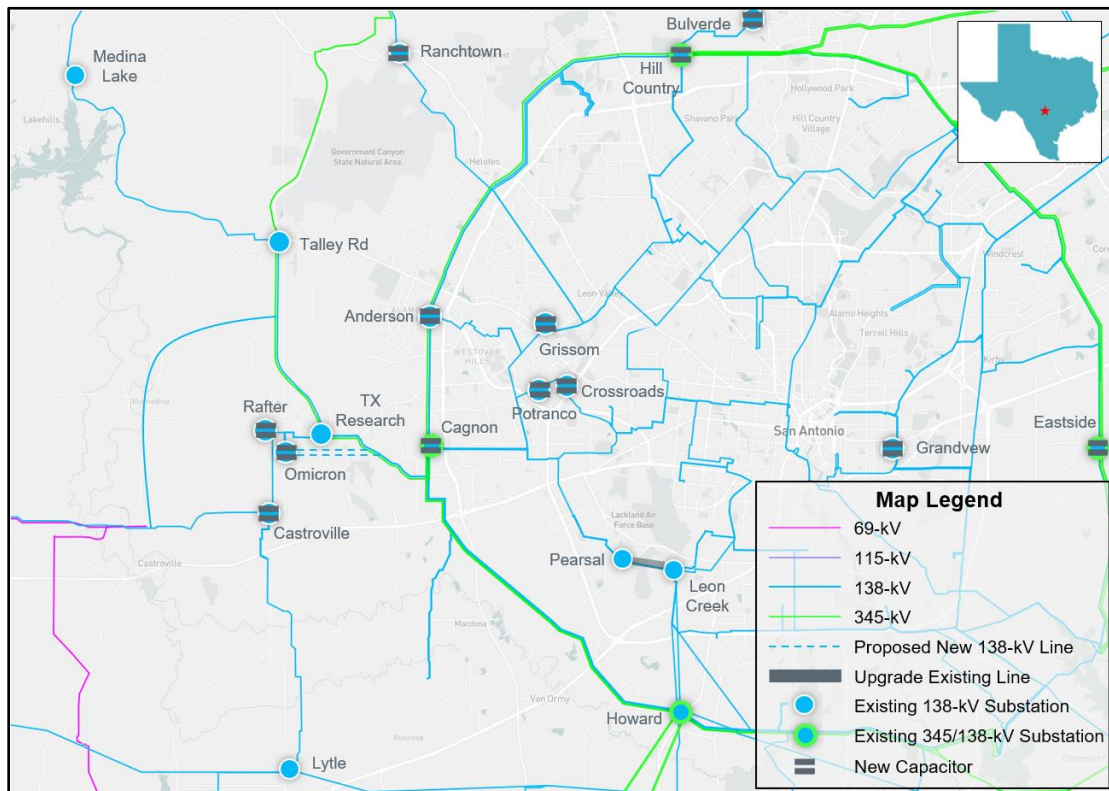 Bulverde
Medina
Lake
Ranchtown
Hill
Country
Hollywood Park
Lakehills
Shavano Park
Hill Country
Village
Government Canyon
State Natural Area
Helotes
Talley Rd
Windcrest
Leon Valley
Anderson
Alamo Heights
Grissom
Terrell Hills
WESTOVER
HILLS
Kirby
Crossroads
Potranco
Rafter
TX
Research
Cagnon
San Antonio
Eastside
Grandvew
Omicron
Castroville
Lackland Air
Force Base
Pearsal
Castroville
Leon
Creek
Macdona
Von Ormy
Howard
Atascosa
Lytle
Elmendorf
Map Legend
69-kV
115-kV
138-kV
345-kV
Proposed New 138-kV Line
Upgrade Existing Line
Existing 138-kV Substation
Existing 345/138-kV Substation
New Capacitor